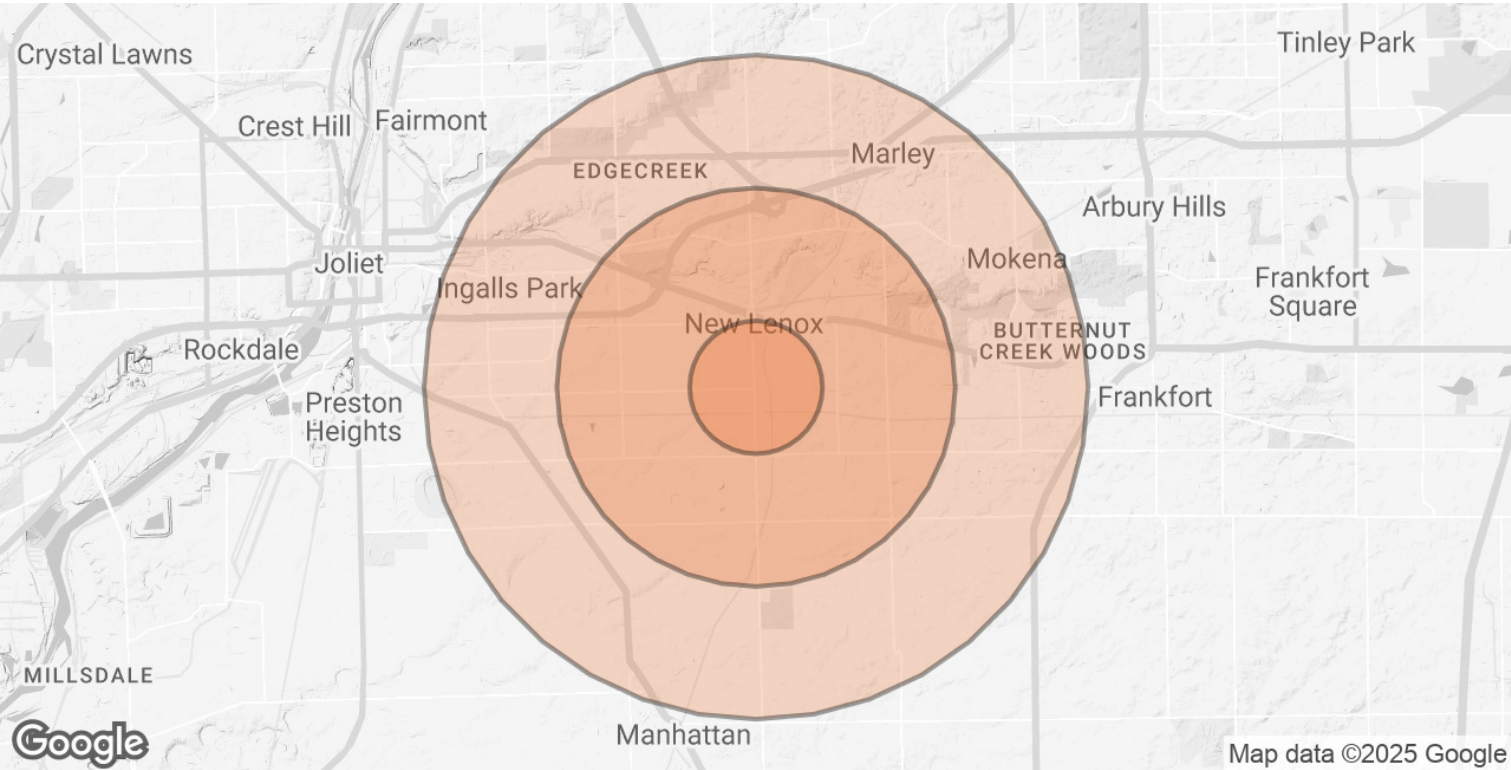 Tinley Park
Crystal Lawns
Crest Hill
Fairmont
Marley
EDGECREEK
Arbury Hills
Joliet
Mokena
Ingalls Park
Frankfort
Square
New Lenox
BUTTERNUT
CREEK WOODS
Rockdale
Preston
Heights
Frankfort
MILLSDALE
Manhattan
Google
Map data ©2025 Google